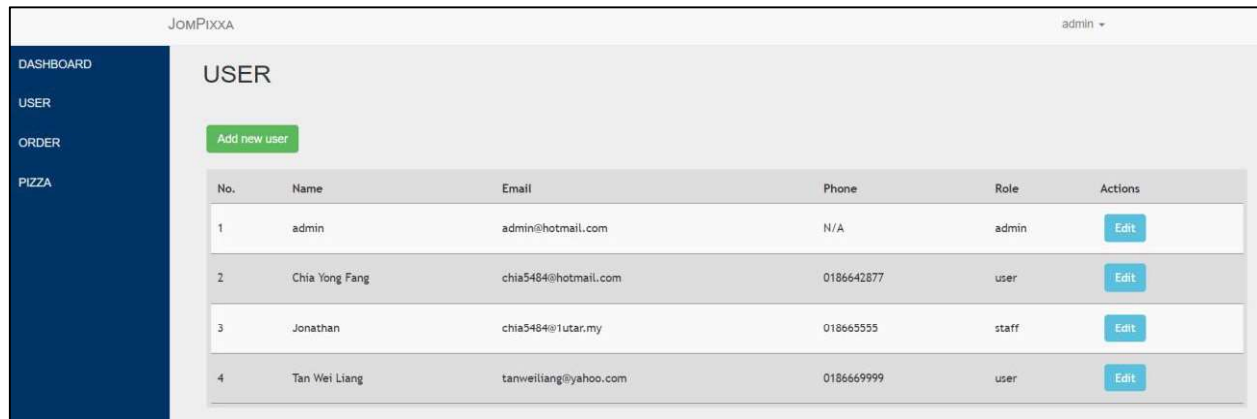 JomPixxa admin
DASHBOARD
USER
ORDER
PIZZA
USER
Add new user
No. Name Email Phone Role Actions
1 admin admin@hotmail.com N/A admin Edit
2 Chia Yong Fang chia5484@hotmail.com 0186642877 user Edit
3 Jonathan chia5484@1utar.my 018665555 staff Edit
4 Tan Wei Liang tanweiliang@yahoo.com 0186669999 user Edit